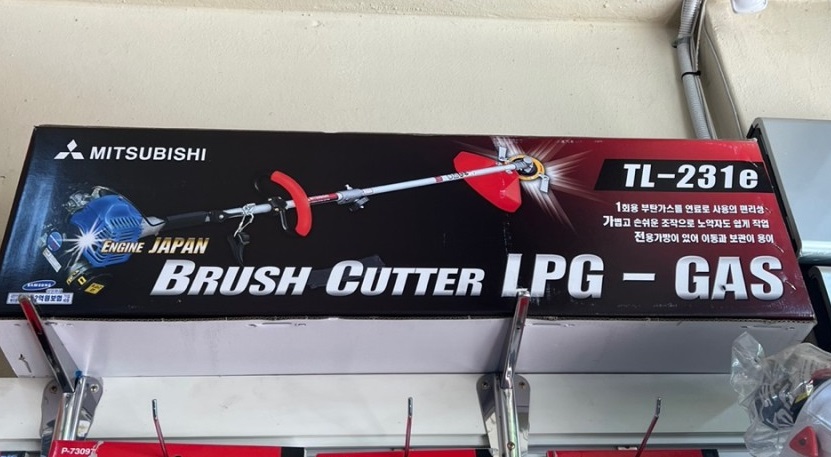 MITSUBISHI
TL-231e
1회용 부탄가스를 연료로 사용의 편리성
가볍고 손쉬운 조작으로 노약자도 쉽게 작업
전용가방이 있어 이동과 보관이 용이
ENGINE JAPAN
BRUSH CUTTER LPG - GAS
SAMSUNG
P-7309